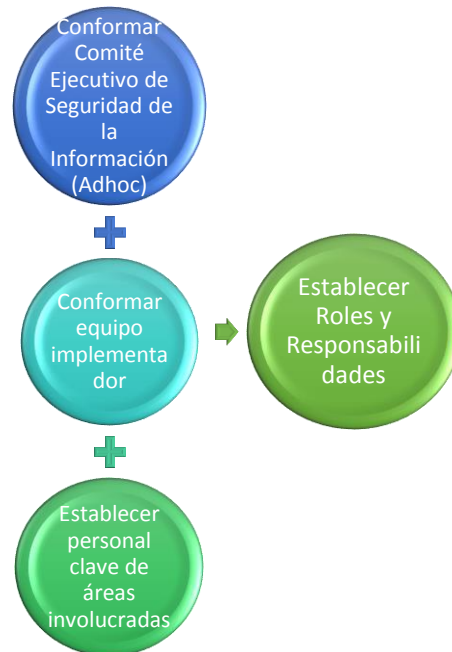 Conformar
Comité
Ejecutivo de
Seguridad de
la
Información
(Adhoc)
Conformar
equipo
implementa
dor
Establecer
personal
clave de
áreas
involucradas
Establecer
Roles y
Responsabili
dades